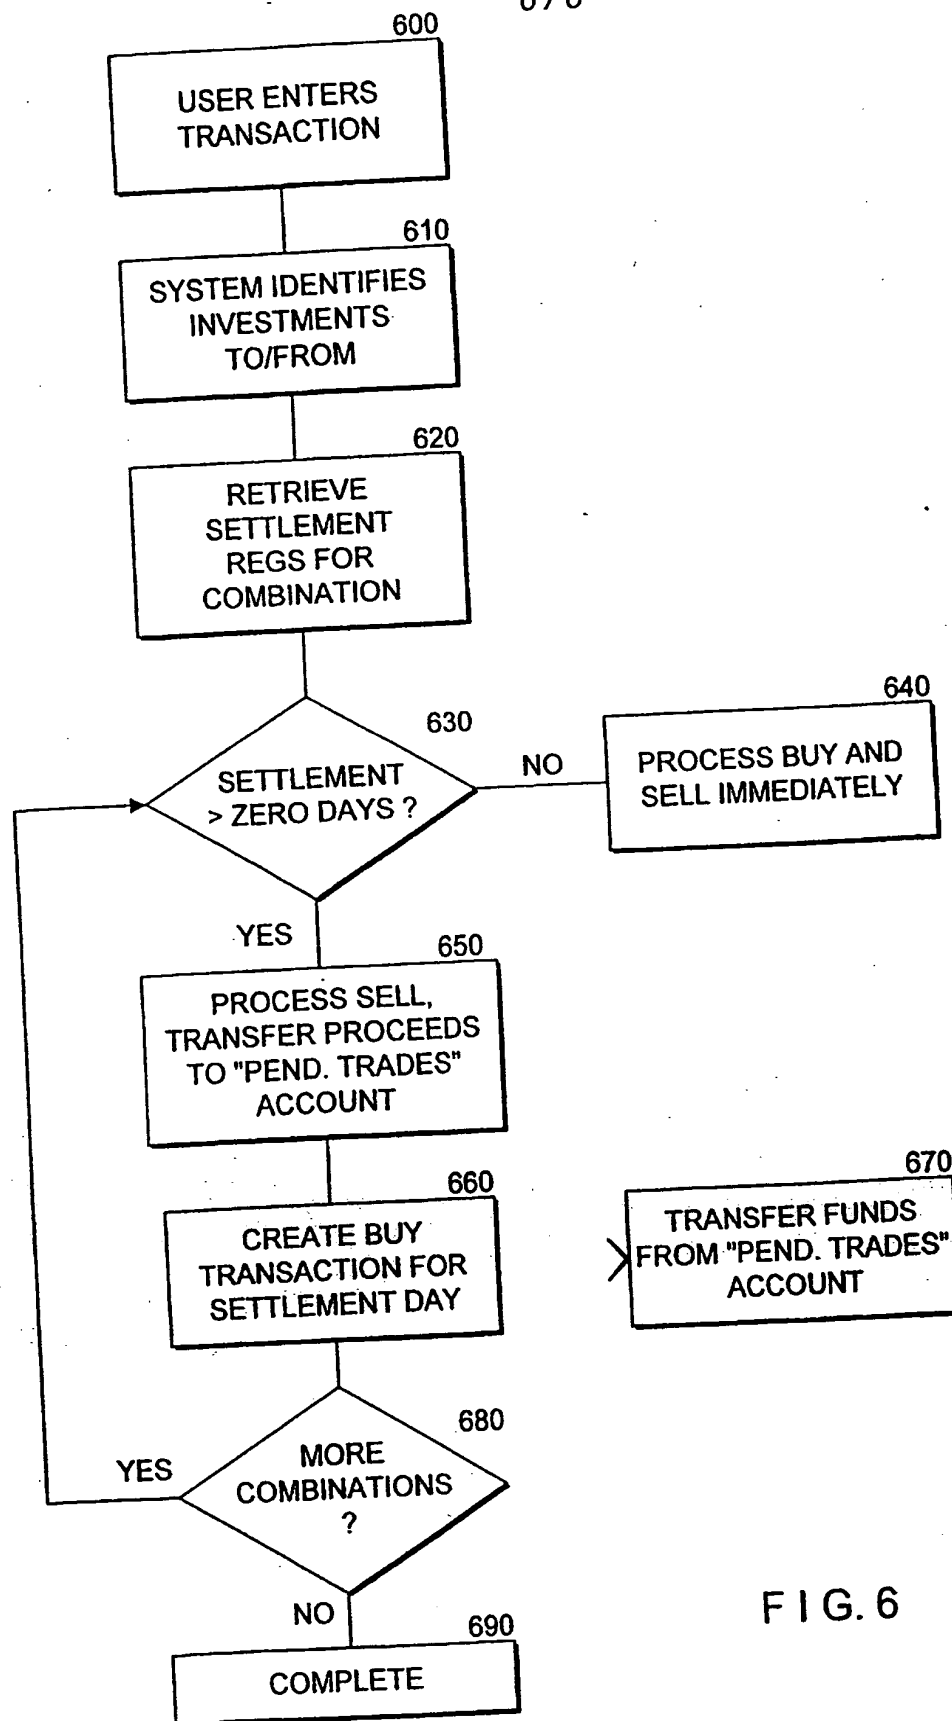 600
USER ENTERS
TRANSACTION
610
SYSTEM IDENTIFIES
INVESTMENTS
TO/FROM
620
RETRIEVE
SETTLEMENT
REGS FOR
COMBINATION
630
SETTLEMENT
> ZERO DAYS ?
NO
640
PROCESS BUY AND
SELL IMMEDIATELY
YES
650
PROCESS SELL,
TRANSFER PROCEEDS
TO "PEND. TRADES"
ACCOUNT
660
CREATE BUY
TRANSACTION FOR
SETTLEMENT DAY
670
TRANSFER FUNDS
FROM "PEND. TRADES"
ACCOUNT
680
MORE
COMBINATIONS
?
YES
NO
690
COMPLETE
FIG. 6